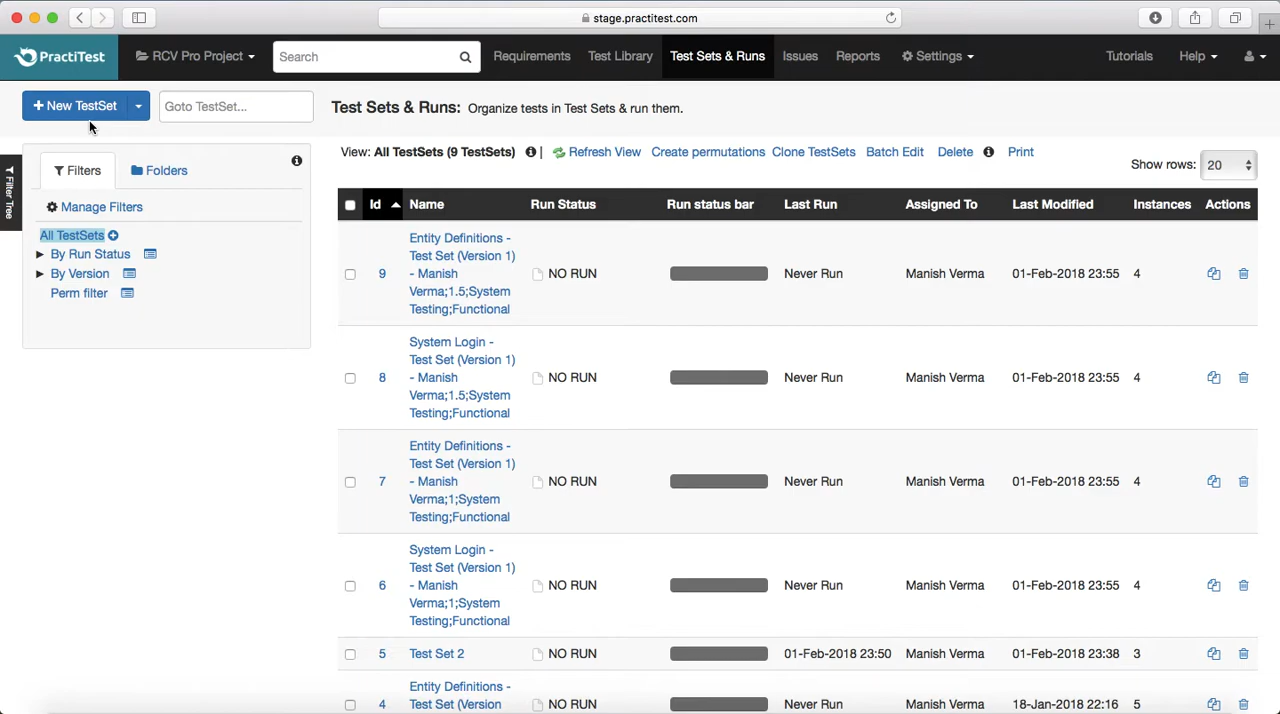 stage.practitest.com
PractiTest
RCV Pro Project
Search
Requirements
Test Library
Test Sets & Runs
Issues
Reports
Settings
Tutorials
Help
+ New TestSet
Goto TestSet...
Test Sets & Runs: Organize tests in Test Sets & run them.
Filter Tree
Filters
Folders
Manage Filters
All TestSets
By Run Status
By Version
Perm filter
View: All TestSets (9 TestSets) | Refresh View Create permutations Clone TestSets Batch Edit Delete Print
Show rows: 20
Id Name Run Status Run status bar Last Run Assigned To Last Modified Instances Actions
Entity Definitions -
Test Set (Version 1)
9 - Manish NO RUN Never Run Manish Verma 01-Feb-2018 23:55 4
Verma;1.5;System
Testing;Functional
System Login -
Test Set (Version 1)
8 - Manish NO RUN Never Run Manish Verma 01-Feb-2018 23:55 4
Verma;1.5;System
Testing;Functional
Entity Definitions -
Test Set (Version 1)
7 - Manish NO RUN Never Run Manish Verma 01-Feb-2018 23:55 4
Verma;1;System
Testing;Functional
System Login -
Test Set (Version 1)
6 - Manish NO RUN Never Run Manish Verma 01-Feb-2018 23:55 4
Verma;1;System
Testing;Functional
5 Test Set 2 NO RUN 01-Feb-2018 23:50 Manish Verma 01-Feb-2018 23:38 3
Entity Definitions -
4 Test Set (Version NO RUN Never Run Manish Verma 18-Jan-2018 22:16 5